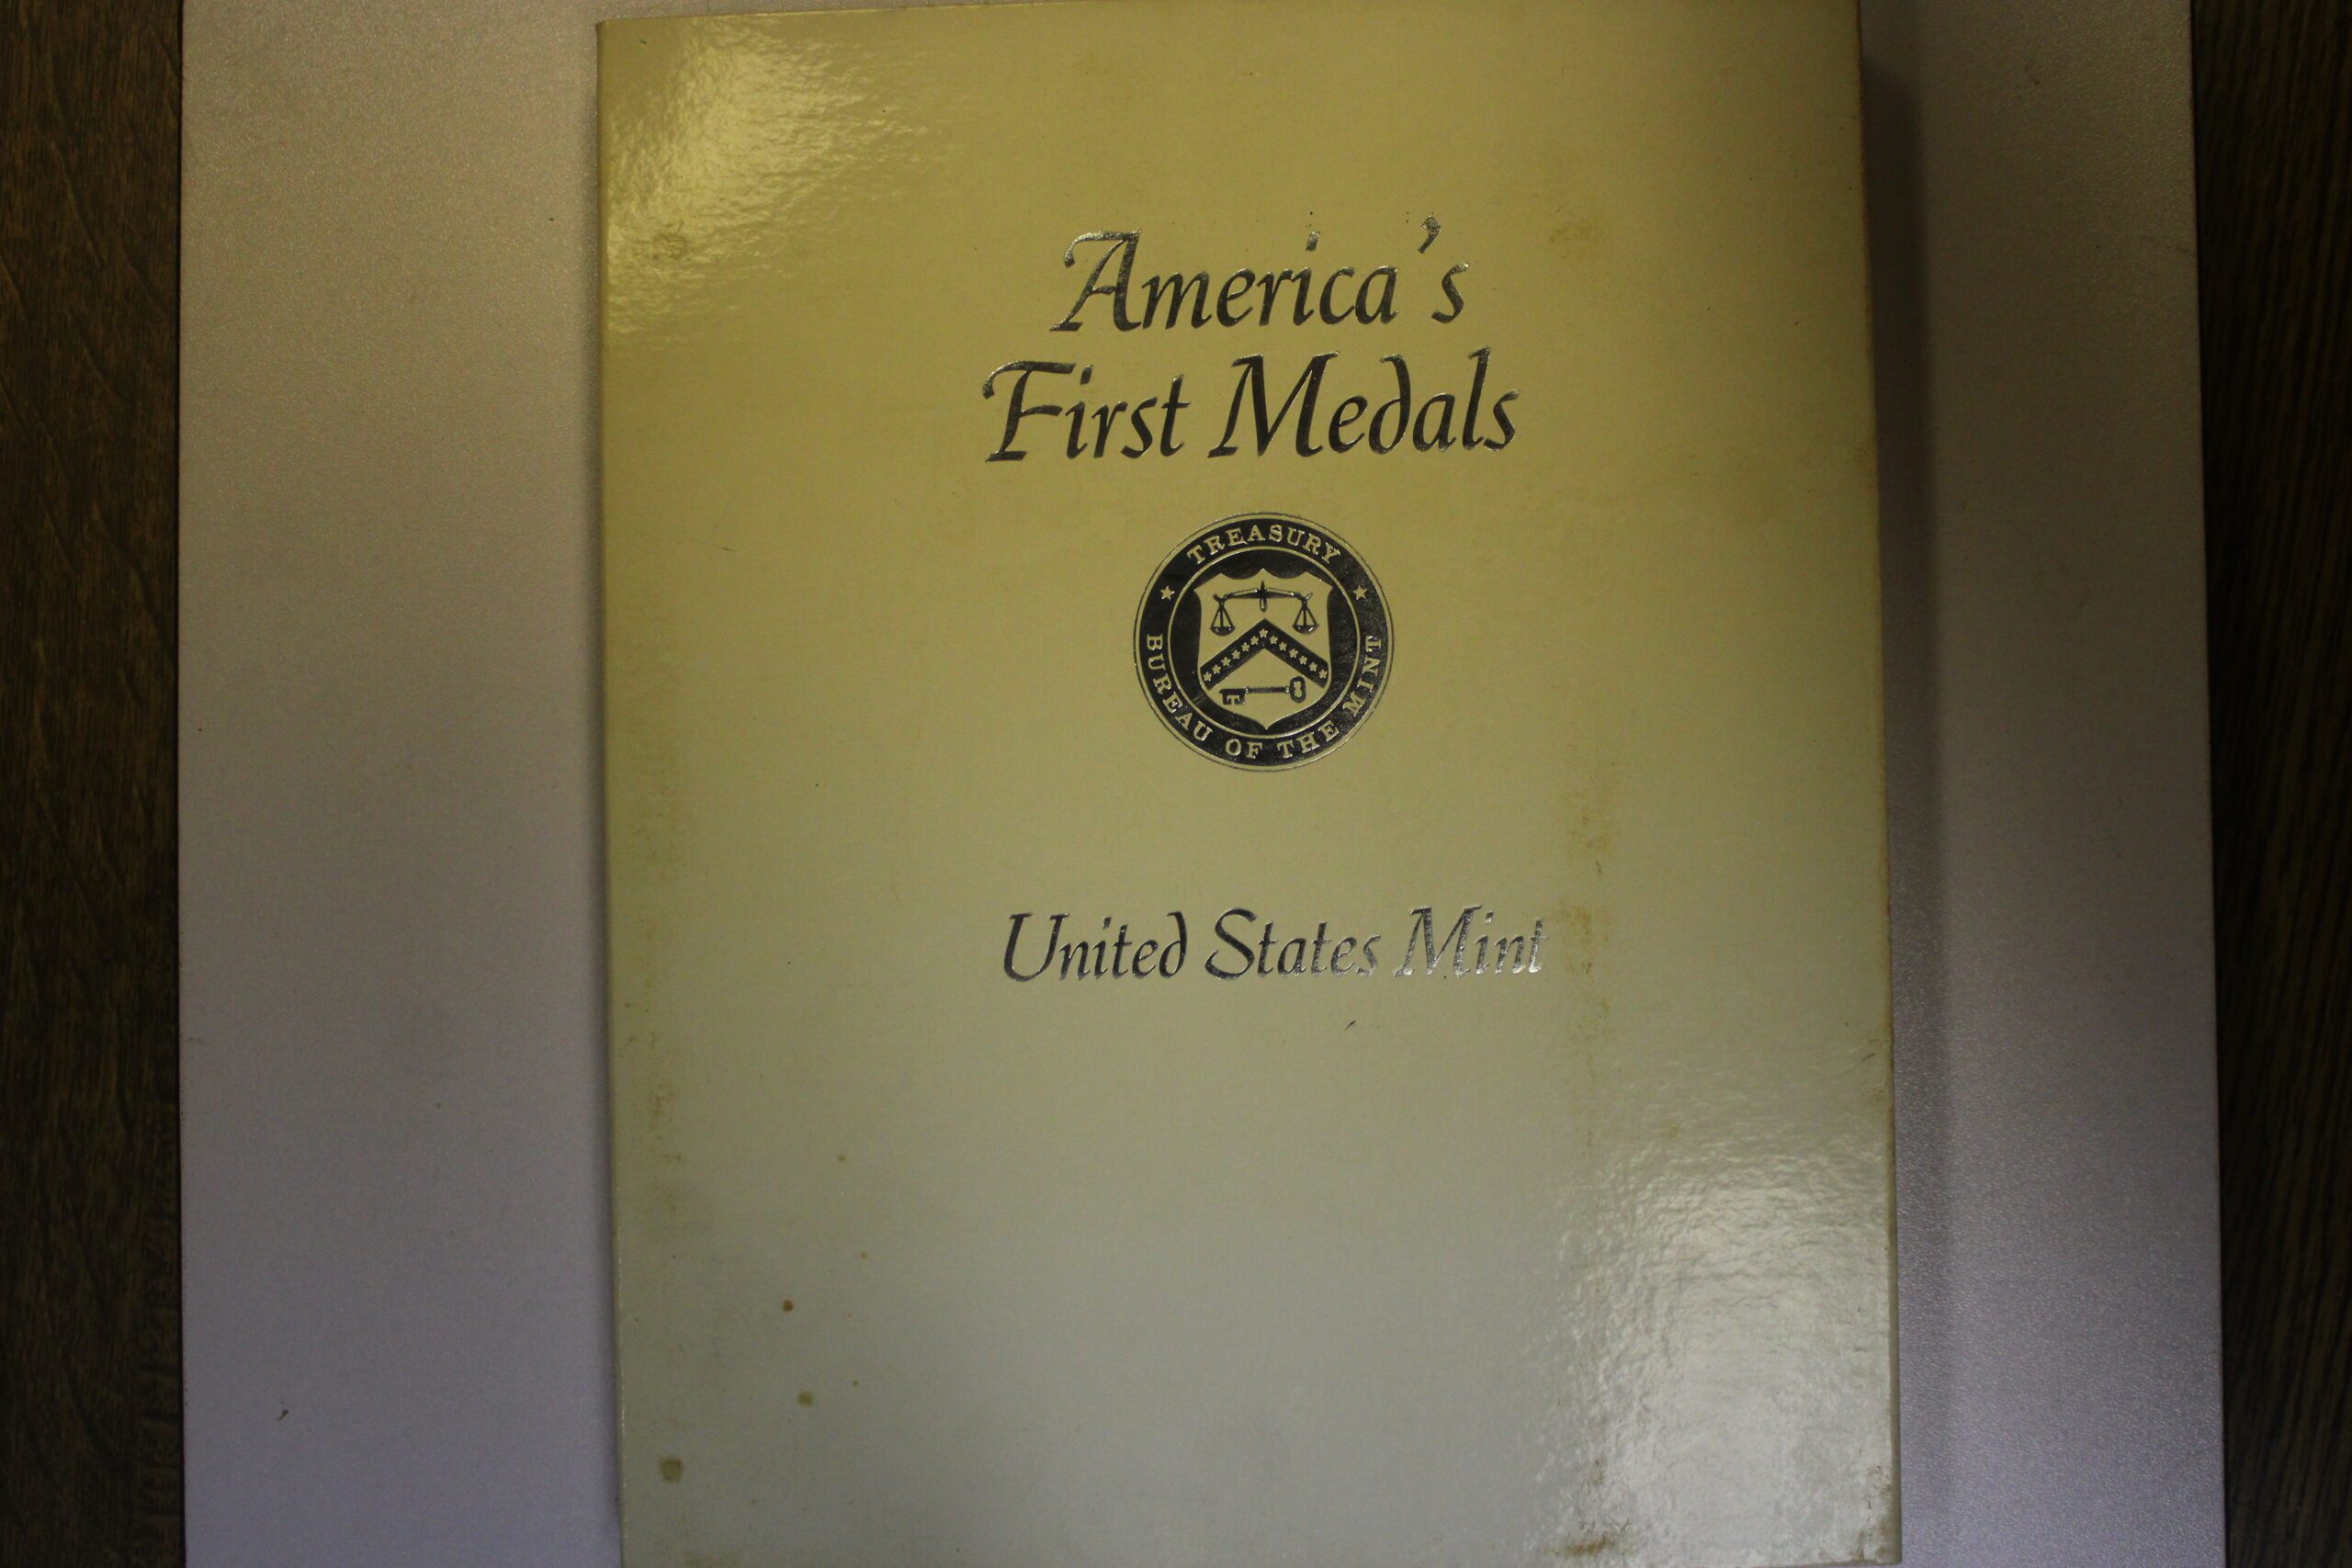 America's
First Medals
TREASURY
BUREAU OF THE MINT
United States Mint